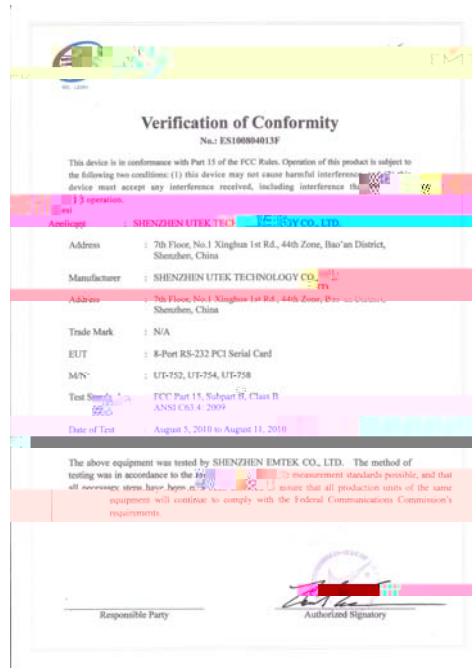 Verification of Conformity
No.: ES100804013F
This device is in conformance with Part 15 of the FCC Rules. Operation of this product is subject to
the following two conditions: (1) this device may not cause harmful interference
device must accept any interference received, including interference
operation.
Applicant : SHENZHEN UTEK TECH CO., LTD.
Address : 7th Floor, No.1 Xinghua 1st Rd., 44th Zone, Bao'an District,
Shenzhen, China
Manufacturer : SHENZHEN UTEK TECHNOLOGY CO.,
Address : 7th Floor, No.1 Xinghua 1st Rd., 44th Zone, Bao'an District,
Shenzhen, China
Trade Mark : N/A
EUT : 8-Port RS-232 PCI Serial Card
M/N : UT-752, UT-754, UT-758
Test : FCC Part 15, Subpart B, Class B
ANSI C63.4: 2009
Date of Test : August 5, 2010 to August 11, 2010
The above equipment was tested by SHENZHEN EMTEK CO., LTD. The method of
testing was in accordance to the measurement standards possible, and that
all necessary steps have been assure that all production units of the same
equipment will continue to comply with the Federal Communications Commission's
requirements.
Responsible Party Authorized Signatory